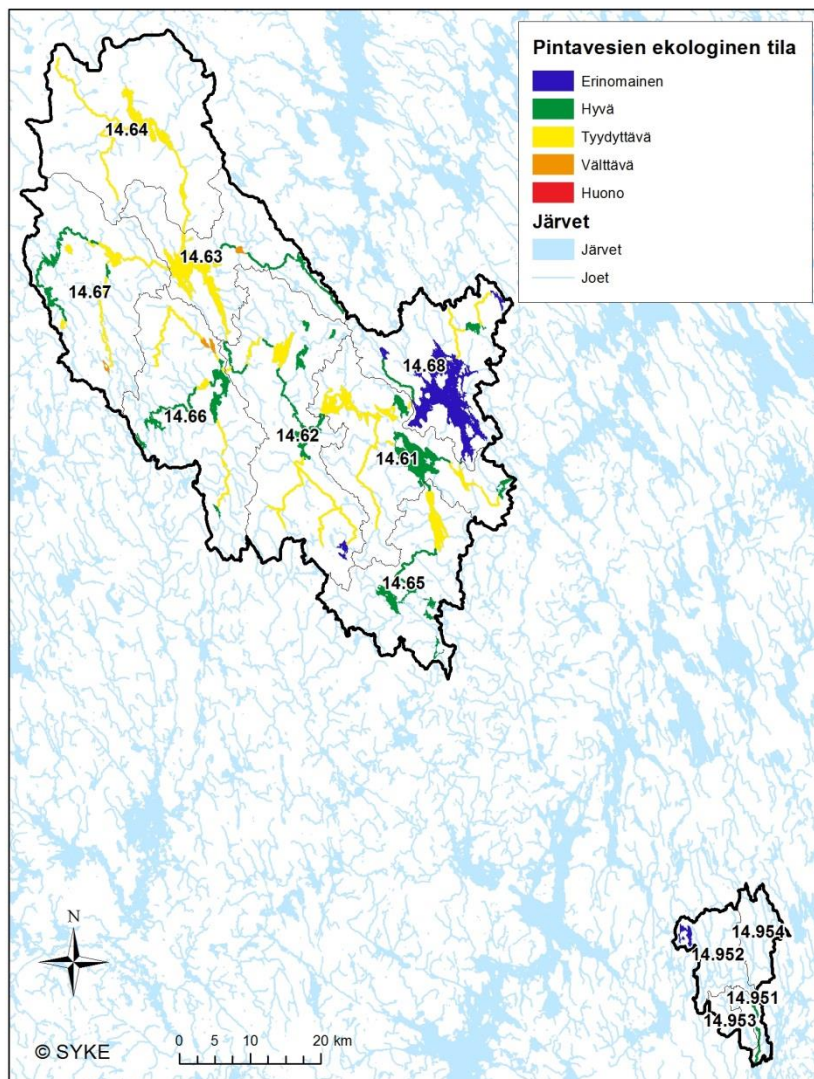 Pintavesien ekologinen tila
Erinomainen
Hyvä
Tyydyttävä
Välttävä
Huono
Järvet
Järvet
Joet
14.64
14.63
14.67
14.68
14.66
14.62
14.61
14.65
14.954
14.952
14.951
14.953
N
0 5 10 20 km
© SYKE